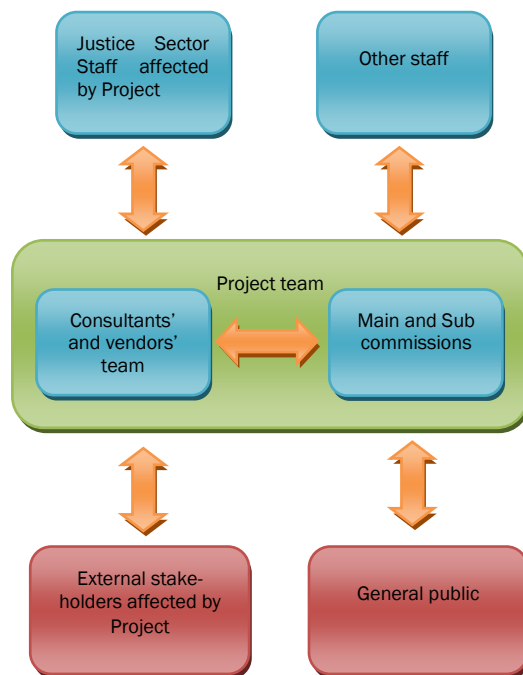 Justice Sector
Staff affected
by Project
Other staff
Project team
Consultants’
and vendors’
team
Main and Sub
commissions
External stake-
holders affected by
Project
General public